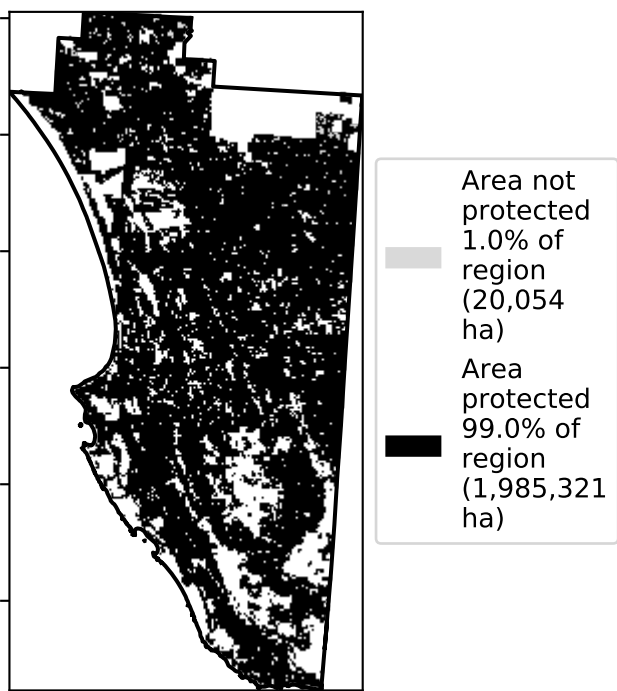 Area not
protected
1.0% of
region
(20,054
ha)
Area
protected
99.0% of
region
(1,985,321
ha)